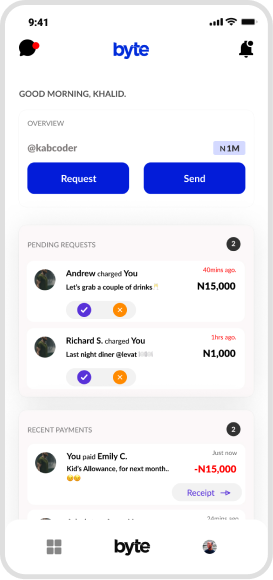 9:41
byte
GOOD MORNING, KHALID.
OVERVIEW
@kabcoder
N1M
Request
Send
PENDING REQUESTS
2
Andrew charged You
40mins ago.
Let's grab a couple of drinks🥂
N15,000
Richard S. charged You
1hrs ago.
Last night diner @levat🍽🍽
N1,000
RECENT PAYMENTS
2
You paid Emily C.
Just now
Kid's Allowance, for next month..
😄😄
-N15,000
Receipt
24mins ago
byte